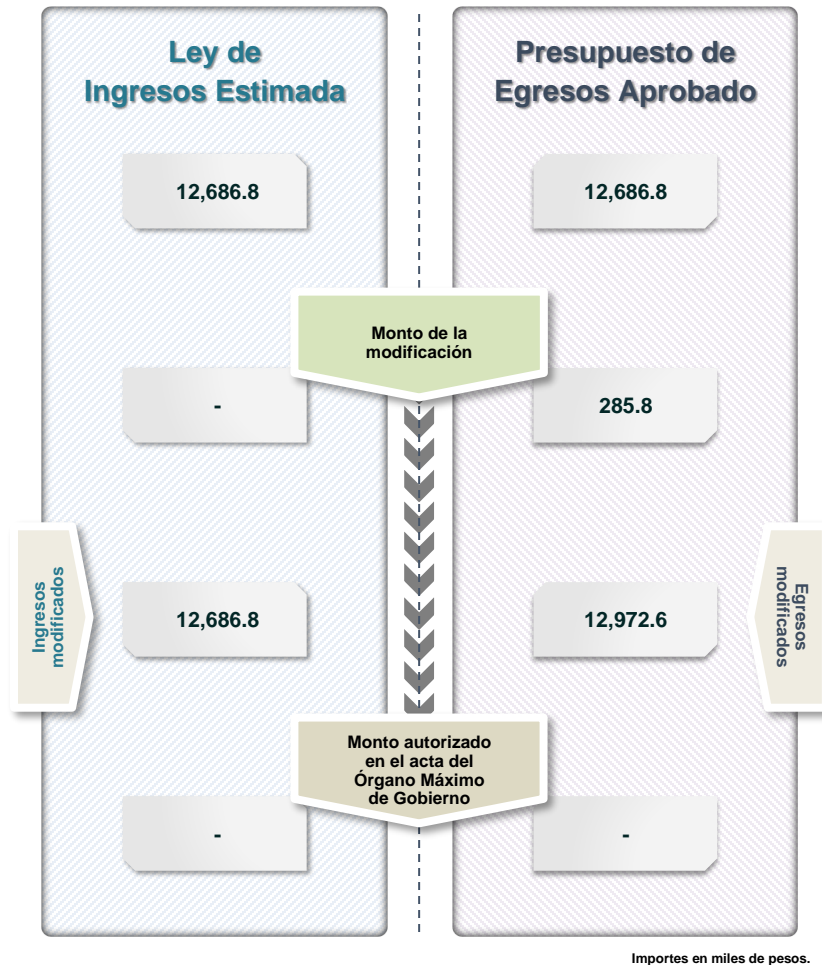 Ley de
Ingresos Estimada
Presupuesto de
Egresos Aprobado
12,686.8
12,686.8
Monto de la
modificación
-
285.8
Ingresos
modificados
12,686.8
12,972.6
Egresos
modificados
Monto autorizado
en el acta del
Órgano Máximo
de Gobierno
-
-
Importes en miles de pesos.